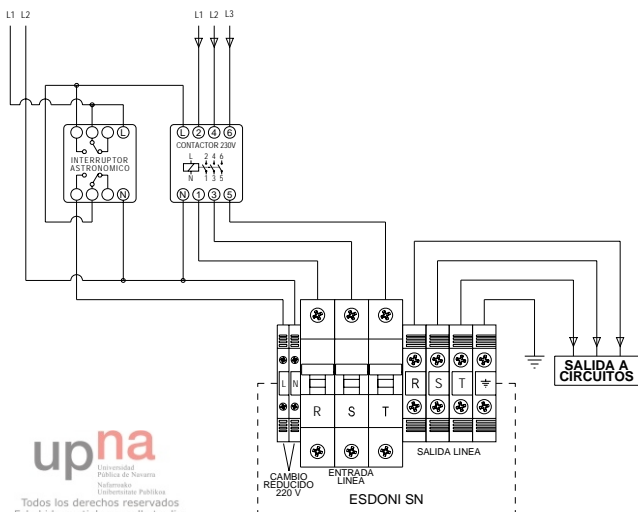 L1 L2
L1 L2 L3
L
L 2 4 6
CONTACTOR 230V
L 2 4 6
N 1 3 5
INTERRUPTOR
ASTRONOMICO
N
N 1 3 5
L N
R S T
R S T
SALIDA A
CIRCUITOS
SALIDA LINEA
CAMBIO
REDUCIDO
220 V
ENTRADA
LINEA
ESDONI SN
upna
Universidad
Pública de Navarra
Nafarroako
Unibertsitate Publikoa
Todos los derechos reservados